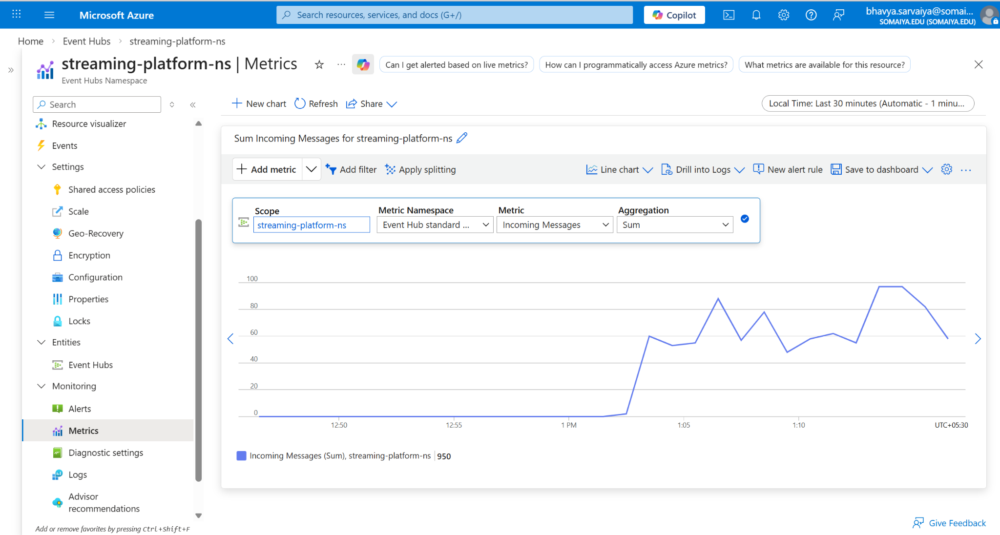 Microsoft Azure
Search resources, services, and docs (G+/)
Copilot
bhavya.sarvaiya@somai...
SOMAIYA.EDU (SOMAIYA.EDU)
Home > Event Hubs > streaming-platform-ns
streaming-platform-ns | Metrics
Event Hubs Namespace
Can I get alerted based on live metrics?
How can I programmatically access Azure metrics?
What metrics are available for this resource?
Search
Resource visualizer
Events
Settings
Shared access policies
Scale
Geo-Recovery
Encryption
Configuration
Properties
Locks
Entities
Event Hubs
Monitoring
Alerts
Metrics
Diagnostic settings
Logs
Advisor
recommendations
Add or remove favorites by pressing Ctrl+Shift+F
New chart
Refresh
Share
Local Time: Last 30 minutes (Automatic - 1 minu...
Sum Incoming Messages for streaming-platform-ns
Add metric
Add filter
Apply splitting
Line chart
Drill into Logs
New alert rule
Save to dashboard
Scope
streaming-platform-ns
Metric Namespace
Event Hub standard ...
Metric
Incoming Messages
Aggregation
Sum
100
80
60
40
20
0
12:50
12:55
1 PM
1:05
1:10
UTC+05:30
Incoming Messages (Sum), streaming-platform-ns | 950
Give Feedback